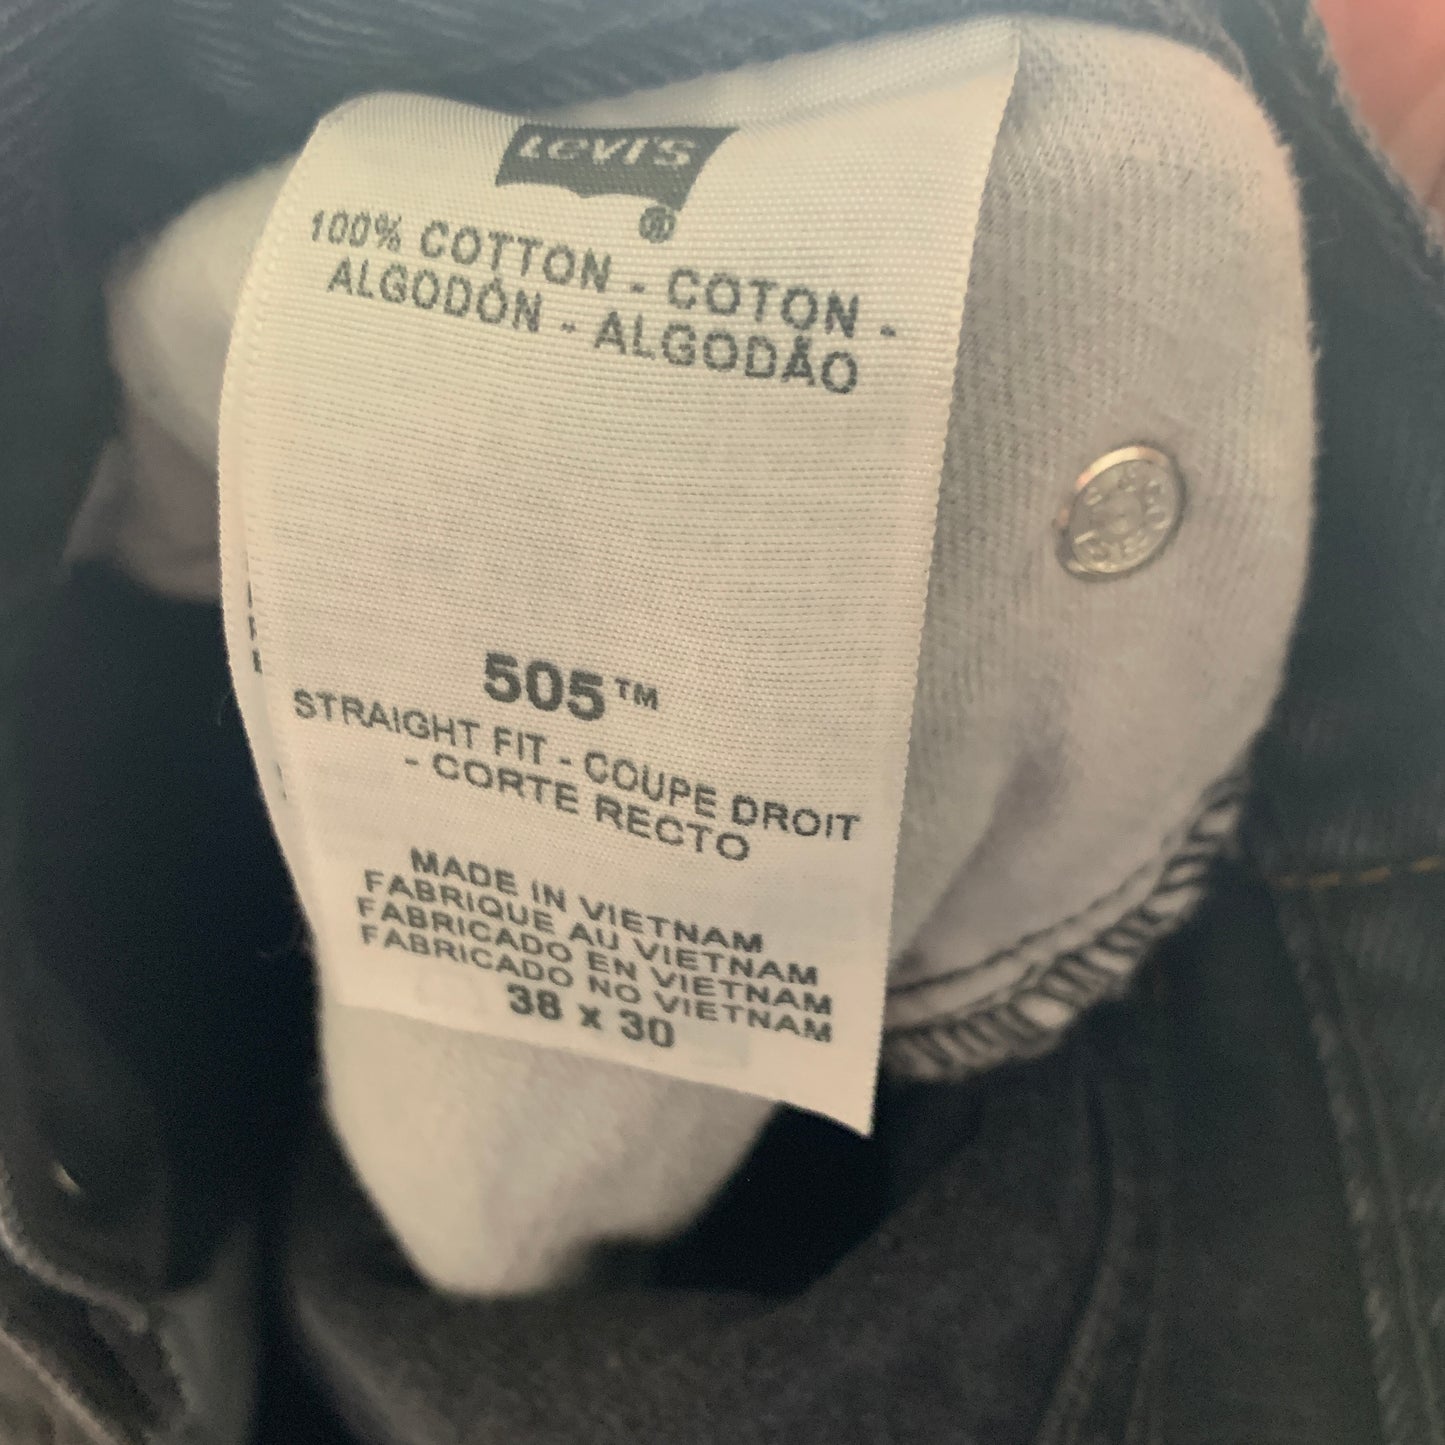 Levi's
®
100% COTTON - COTON -
ALGODÓN - ALGODÃO
505™
STRAIGHT FIT - COUPE DROIT
- CORTE RECTO
MADE IN VIETNAM
FABRIQUE AU VIETNAM
FABRICADO EN VIETNAM
FABRICADO NO VIETNAM
38 x 30